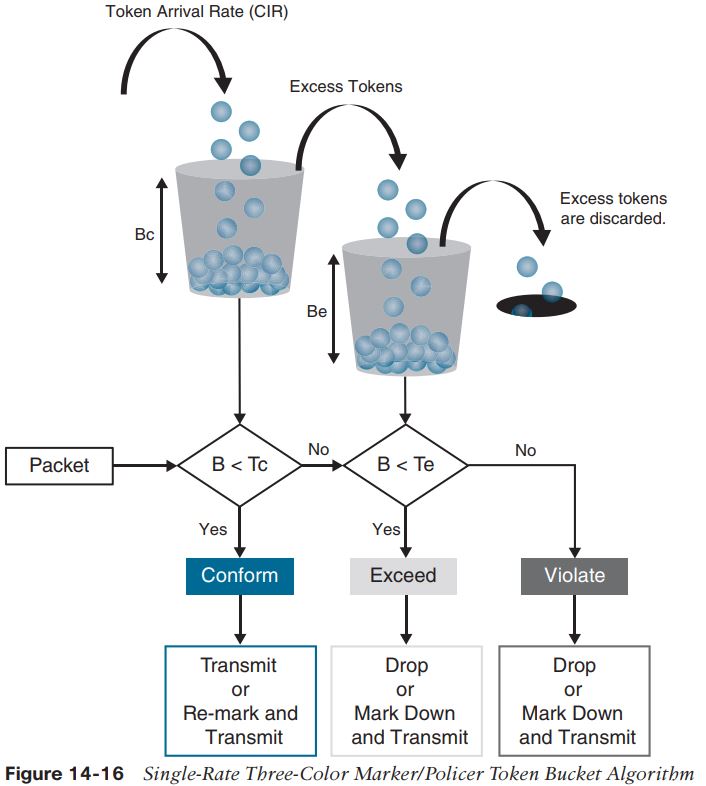 Token Arrival Rate (CIR)
Excess Tokens
Excess tokens
are discarded.
Bc
Be
Packet
B < Tc
No
B < Te
No
Yes
Yes
Conform
Exceed
Violate
Transmit
or
Re-mark and
Transmit
Drop
or
Mark Down
and Transmit
Drop
or
Mark Down
and Transmit
Figure 14-16 Single-Rate Three-Color Marker/Policer Token Bucket Algorithm